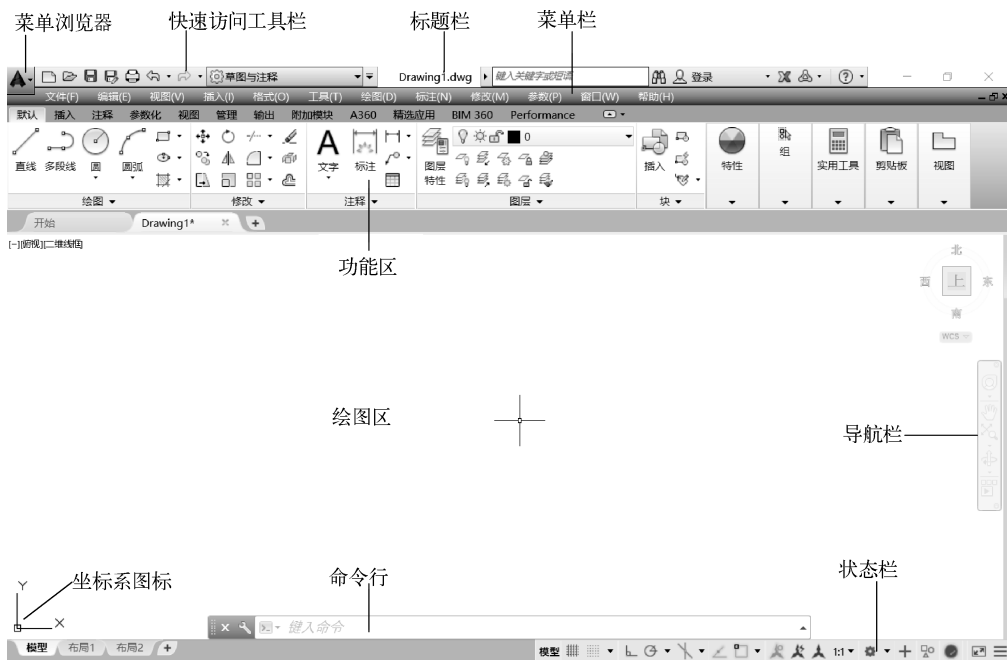 菜单浏览器 快速访问工具栏 标题栏 菜单栏
草图与注释 Drawing1.dwg 键入关键字或短语 登录
文件(F) 编辑(E) 视图(V) 插入(I) 格式(O) 工具(T) 绘图(D) 标注(N) 修改(M) 参数(P) 窗口(W) 帮助(H)
默认 插入 注释 参数化 视图 管理 输出 附加模块 A360 精选应用 BIM 360 Performance
0
直线 多段线 圆 圆弧 A 文字 标注 图层特性 插入 特性 组 实用工具 剪贴板 视图
绘图 修改 注释 图层 块
开始 Drawing1*
[-][俯视][二维线框]
北
功能区
西 上 东
南
WCS
绘图区
导航栏
状态栏
命令行
坐标系图标
Y
X
键入命令
模型 布局1 布局2
模型 1:1